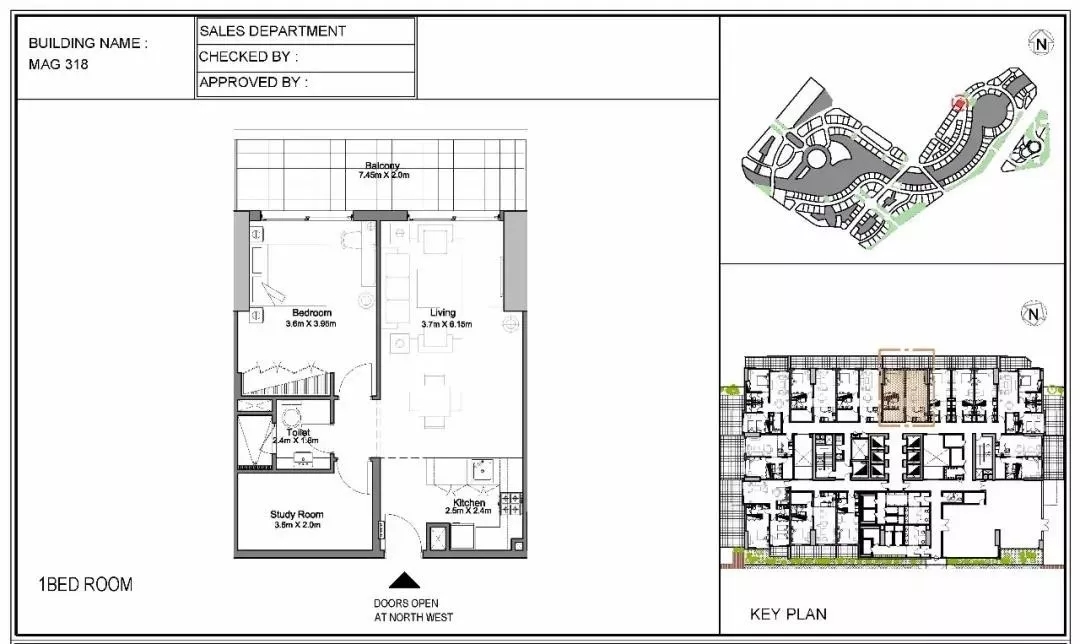 BUILDING NAME :
MAG 318
SALES DEPARTMENT
CHECKED BY :
APPROVED BY :
N
Balcony
7.45m X 2.0m
Bedroom
3.6m X 3.95m
Living
3.7m X 6.15m
Toilet
2.4m X 1.6m
Study Room
3.6m X 2.0m
Kitchen
2.5m X 2.4m
1BED ROOM
DOORS OPEN
AT NORTH WEST
N
KEY PLAN